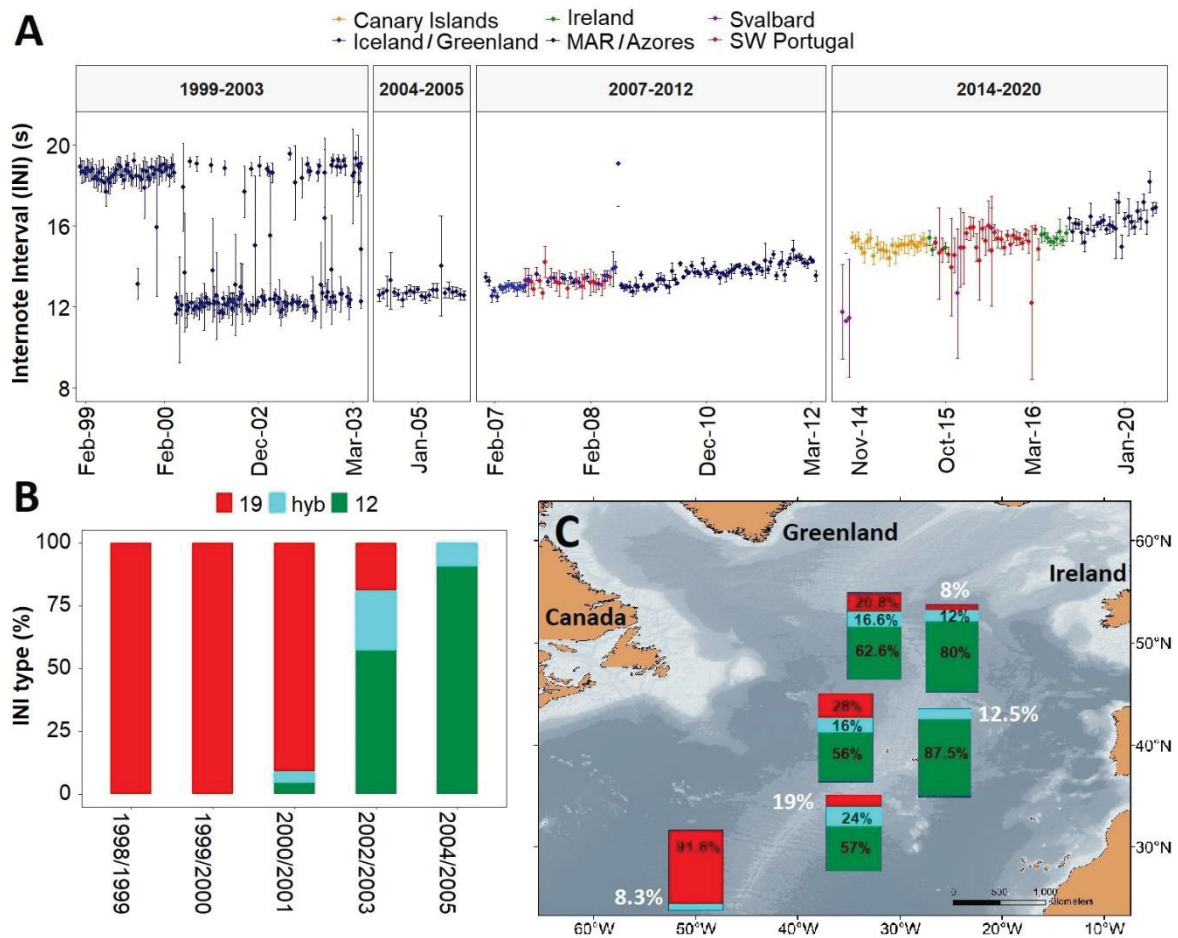 A
Canary Islands Ireland Svalbard
Iceland/Greenland MAR/Azores SW Portugal
1999-2003 2004-2005 2007-2012 2014-2020
Internote Interval (INI) (s)
20
16
12
8
Feb-99 Feb-00 Dec-02 Mar-03 Jan-05 Feb-07 Feb-08 Dec-10 Mar-12 Nov-14 Oct-15 Mar-16 Jan-20
B
19 hyb 12
INI type (%)
100
75
50
25
0
1998/1999 1999/2000 2000/2001 2002/2003 2004/2005
C
Greenland
60°N
Ireland
Canada
50°N
40°N
30°N
20.8%
16.6%
62.6%
8%
12%
80%
28%
16%
56%
12.5%
87.5%
19%
24%
57%
91.6%
8.3%
0 500 1,000
Kilometers
60°W 50°W 40°W 30°W 20°W 10°W